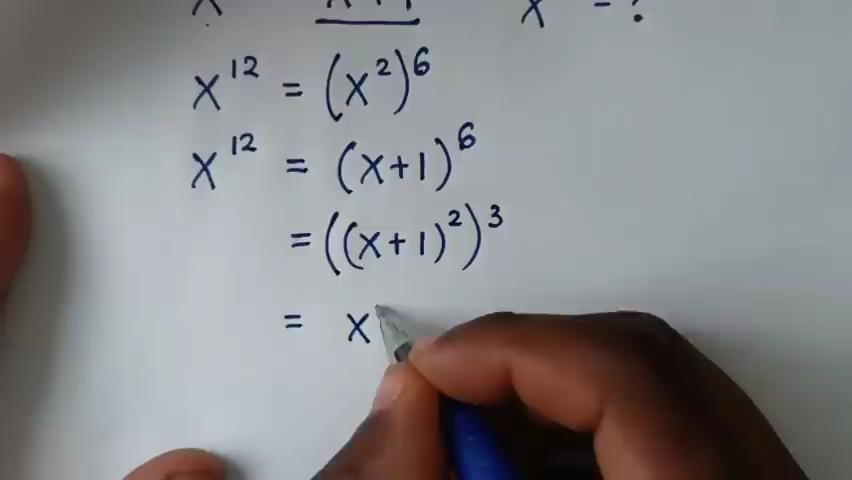 x¹² = (x²)⁶
x¹² = (x+1)⁶
= ((x+1)²)³
= x